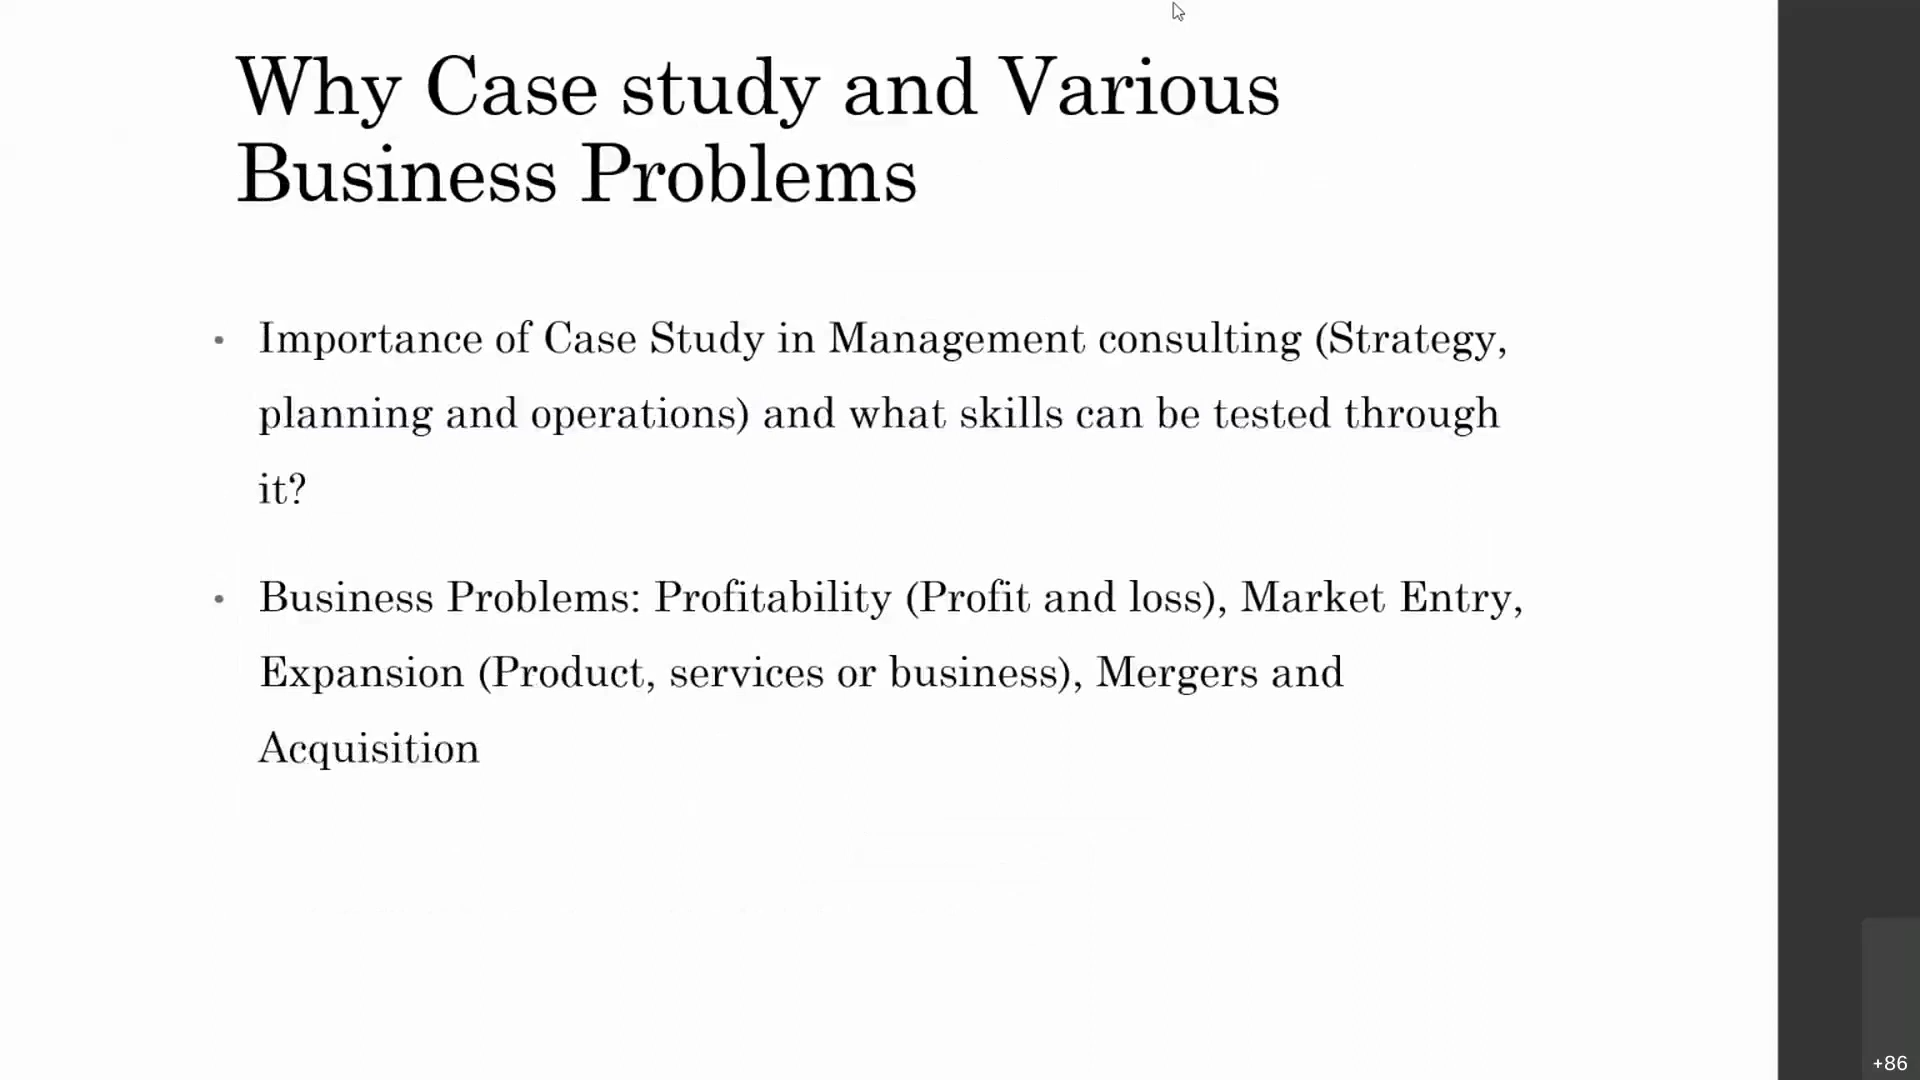 Why Case study and Various
Business Problems
• Importance of Case Study in Management consulting (Strategy,
planning and operations) and what skills can be tested through
it?
• Business Problems: Profitability (Profit and loss), Market Entry,
Expansion (Product, services or business), Mergers and
Acquisition
+86